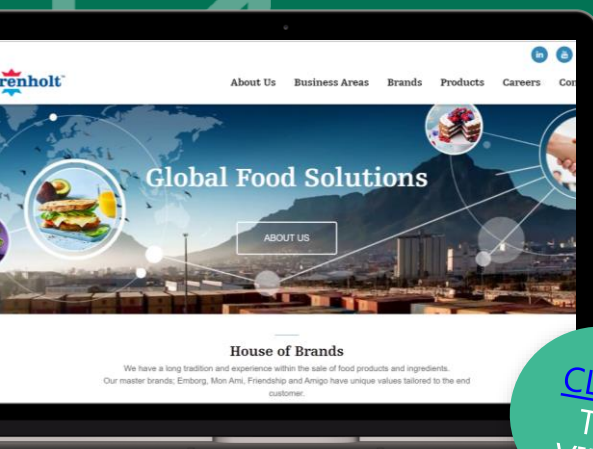 About Us Business Areas Brands Products Careers
Global Food Solutions
ABOUT US
House of Brands
We have a long tradition and experience within the sale of food products and ingredients.
Our master brands; Emborg, Mon Ami, Friendship and Amigo have unique values tailored to the end
customer.